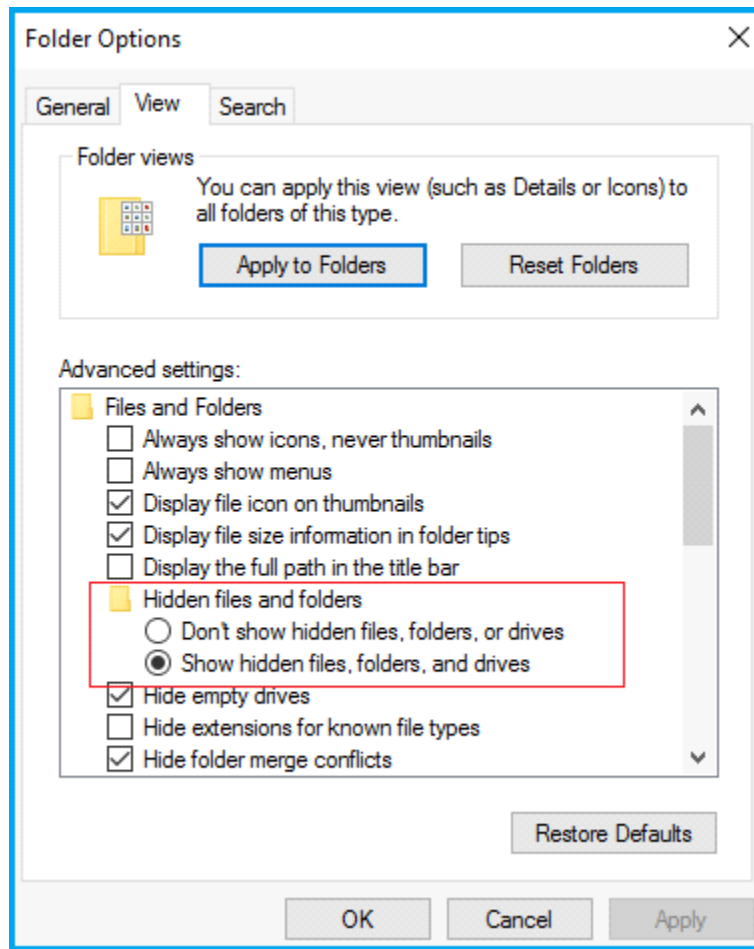 Folder Options
General
View
Search
Folder views
You can apply this view (such as Details or Icons) to
all folders of this type.
Apply to Folders
Reset Folders
Advanced settings:
Files and Folders
Always show icons, never thumbnails
Always show menus
Display file icon on thumbnails
Display file size information in folder tips
Display the full path in the title bar
Hidden files and folders
Don't show hidden files, folders, or drives
Show hidden files, folders, and drives
Hide empty drives
Hide extensions for known file types
Hide folder merge conflicts
Restore Defaults
OK
Cancel
Apply